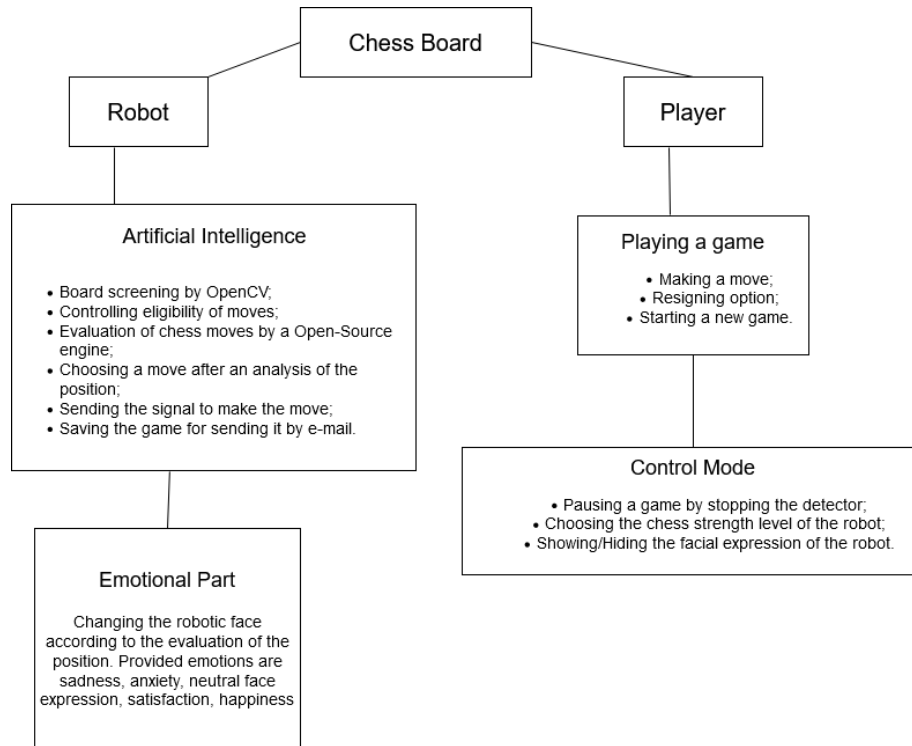 Chess Board
Robot
Player
Artificial Intelligence
• Board screening by OpenCV;
• Controlling eligibility of moves;
• Evaluation of chess moves by a Open-Source
engine;
• Choosing a move after an analysis of the
position;
• Sending the signal to make the move;
• Saving the game for sending it by e-mail.
Playing a game
• Making a move;
• Resigning option;
• Starting a new game.
Control Mode
• Pausing a game by stopping the detector;
• Choosing the chess strength level of the robot;
• Showing/Hiding the facial expression of the robot.
Emotional Part
Changing the robotic face
according to the evaluation of the
position. Provided emotions are
sadness, anxiety, neutral face
expression, satisfaction, happiness